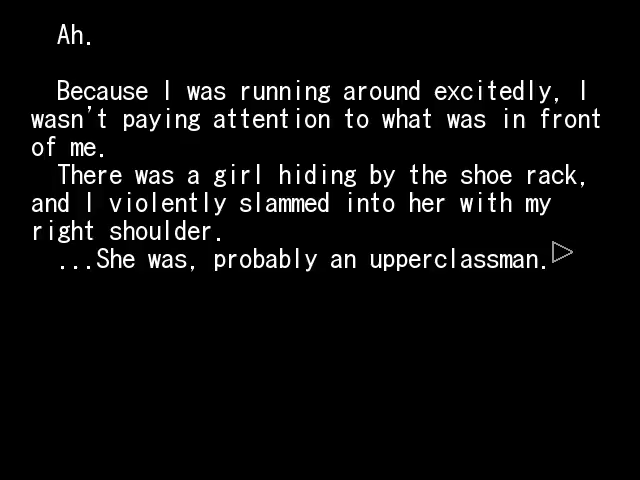 Ah.
Because I was running around excitedly, I
wasn't paying attention to what was in front
of me.
There was a girl hiding by the shoe rack,
and I violently slammed into her with my
right shoulder.
...She was, probably an upperclassman.